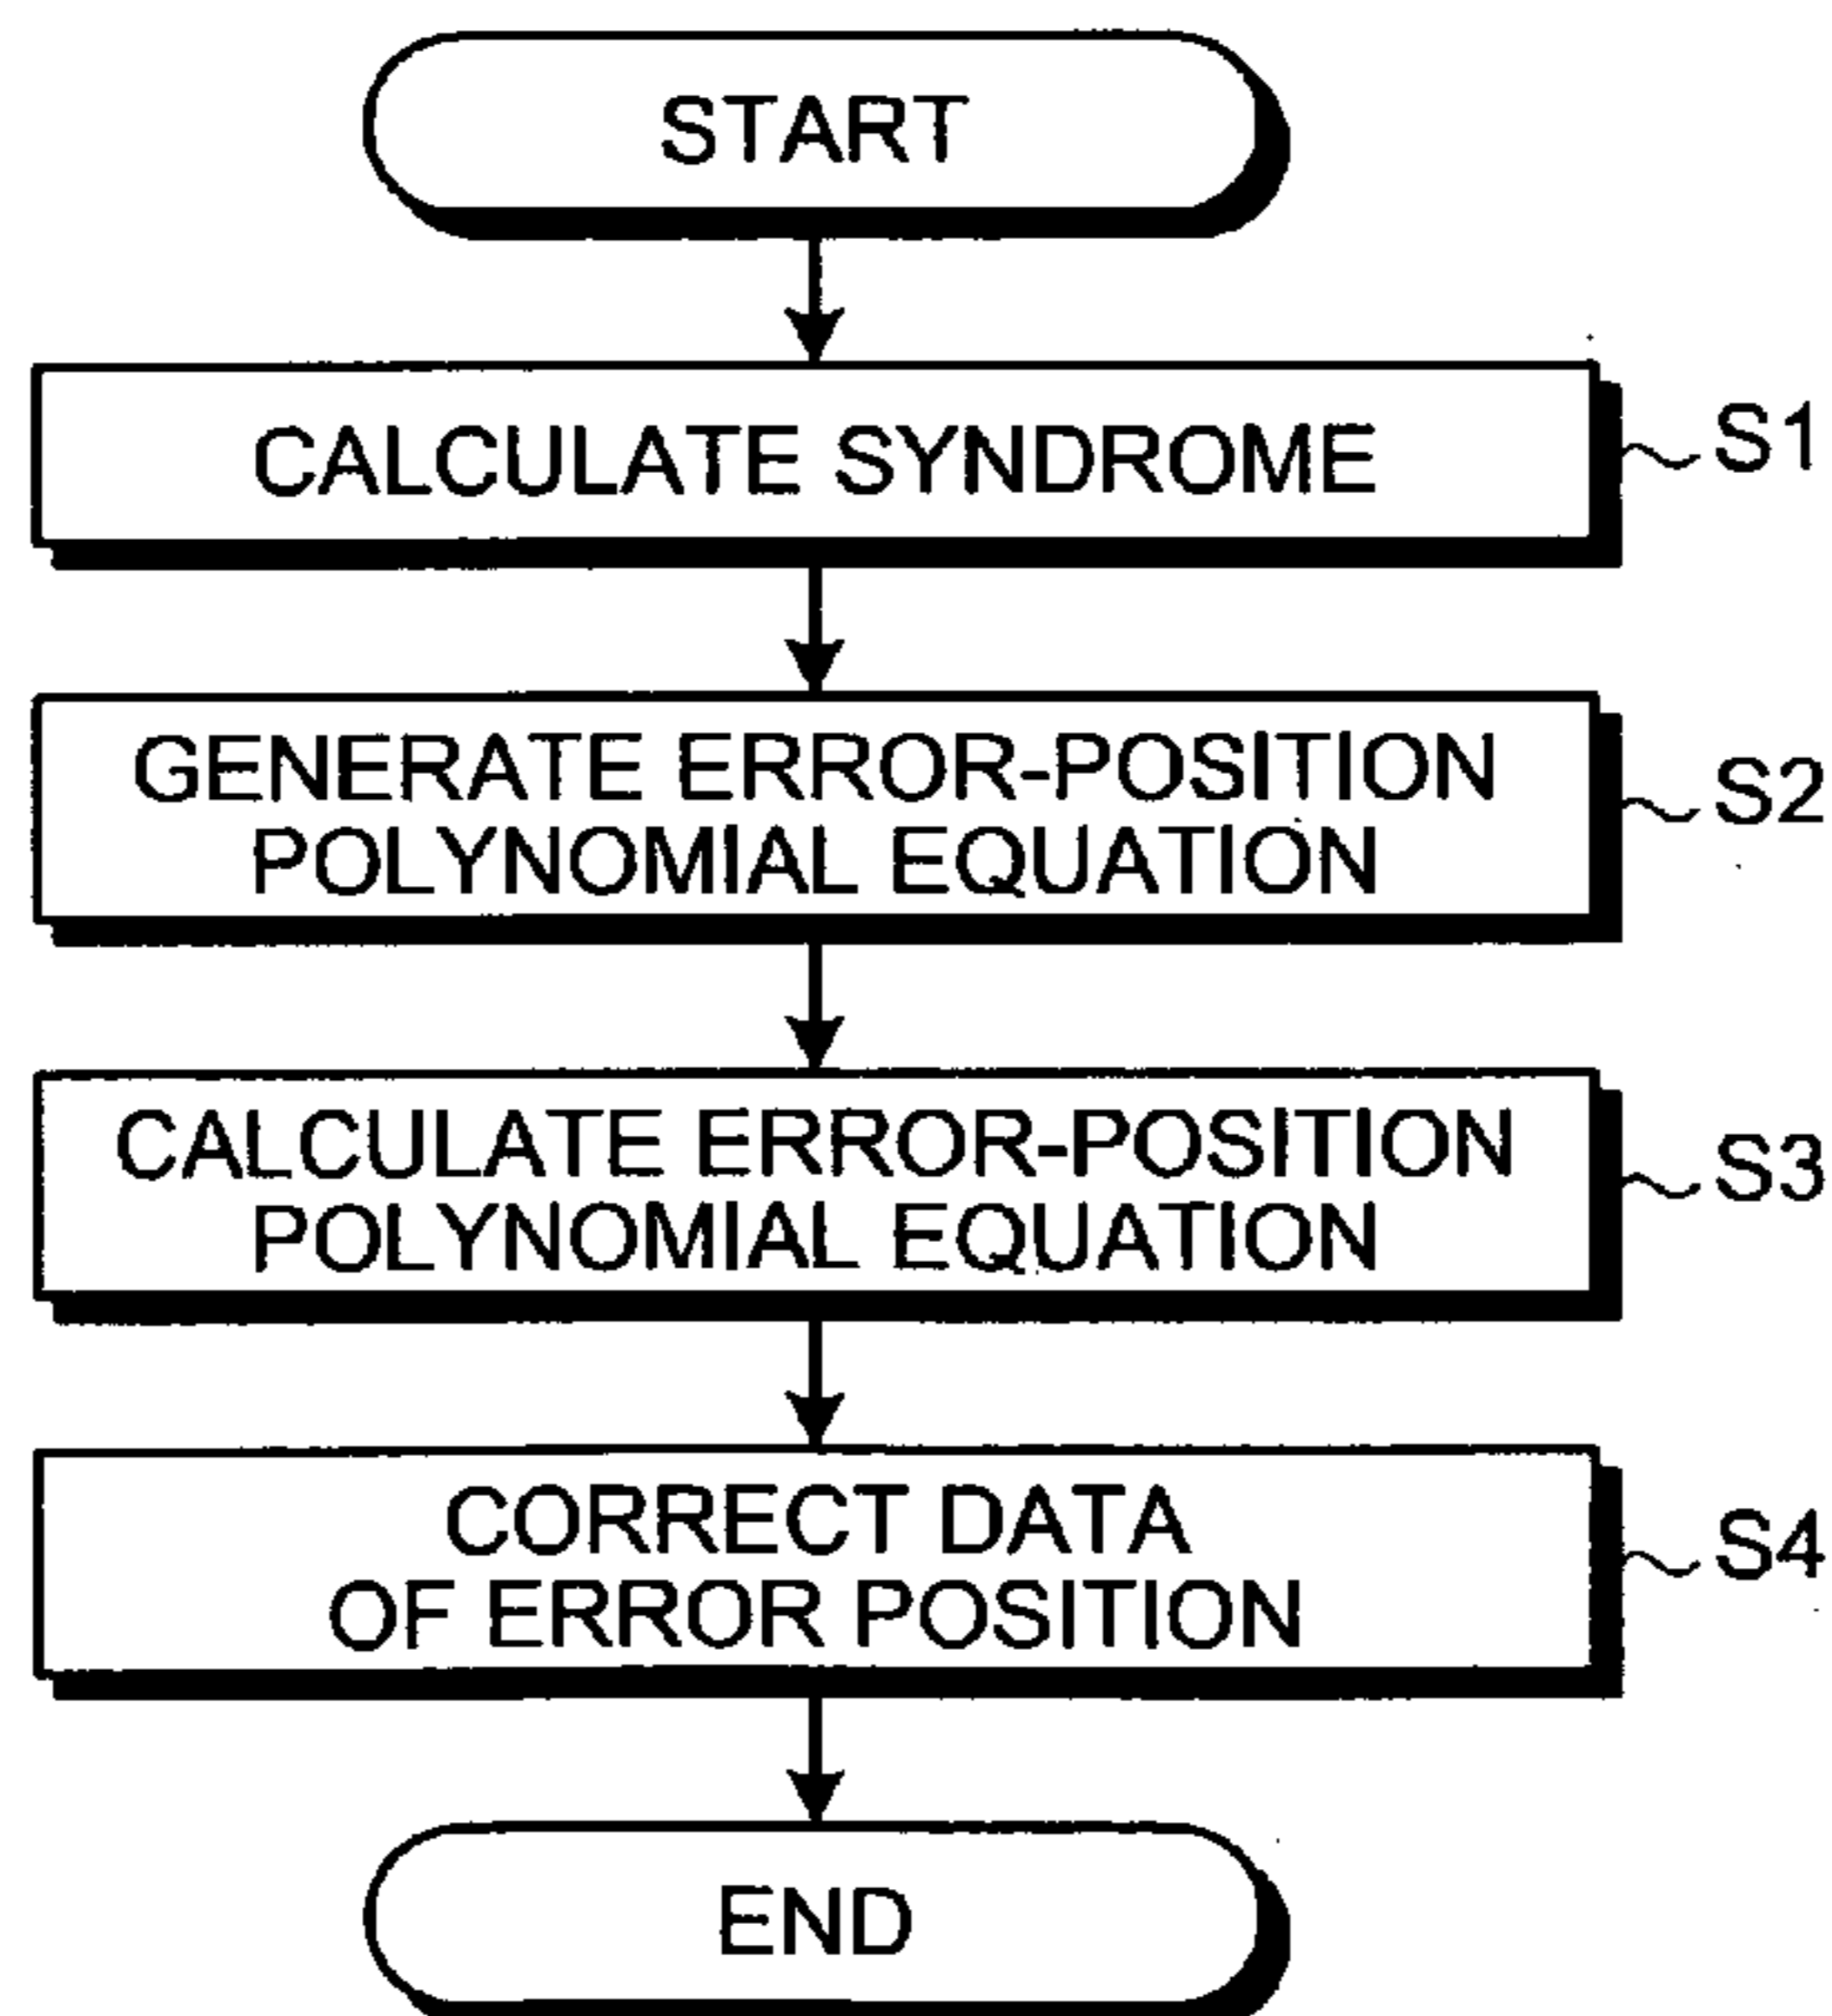 START
CALCULATE SYNDROME
S1
GENERATE ERROR-POSITION
POLYNOMIAL EQUATION
S2
CALCULATE ERROR-POSITION
POLYNOMIAL EQUATION
S3
CORRECT DATA
OF ERROR POSITION
S4
END